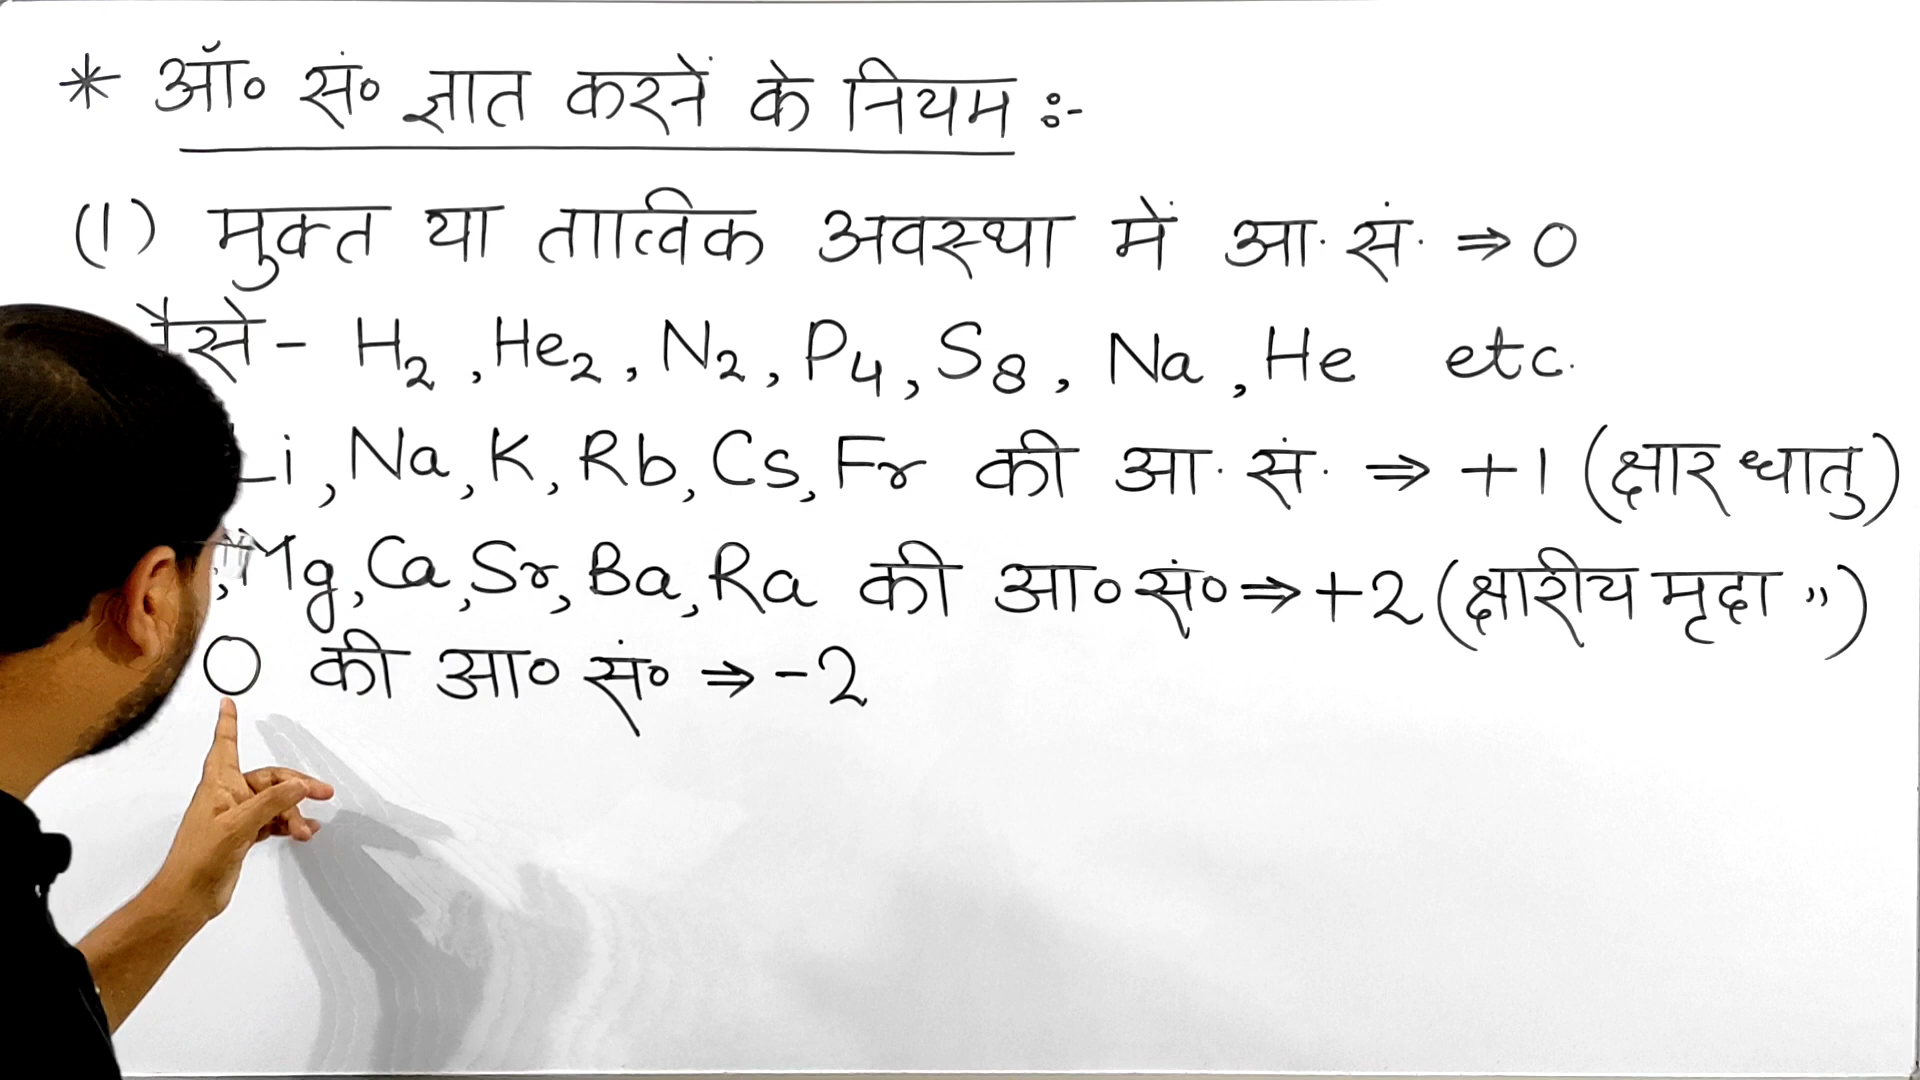 * ऑ० सं० ज्ञात करनें के नियम :-
(1) मुक्त या तात्विक अवस्था में आ. सं. ⇒ 0
जैसे - H₂, He₂, N₂, P₄, S₈, Na, He etc.
Li, Na, K, Rb, Cs, Fr की आ. सं. ⇒ +1 (क्षार धातु)
, Mg, Ca, Sr, Ba, Ra की आ० सं० ⇒ +2 (क्षारीय मृदा ")
O की आ० सं० ⇒ -2